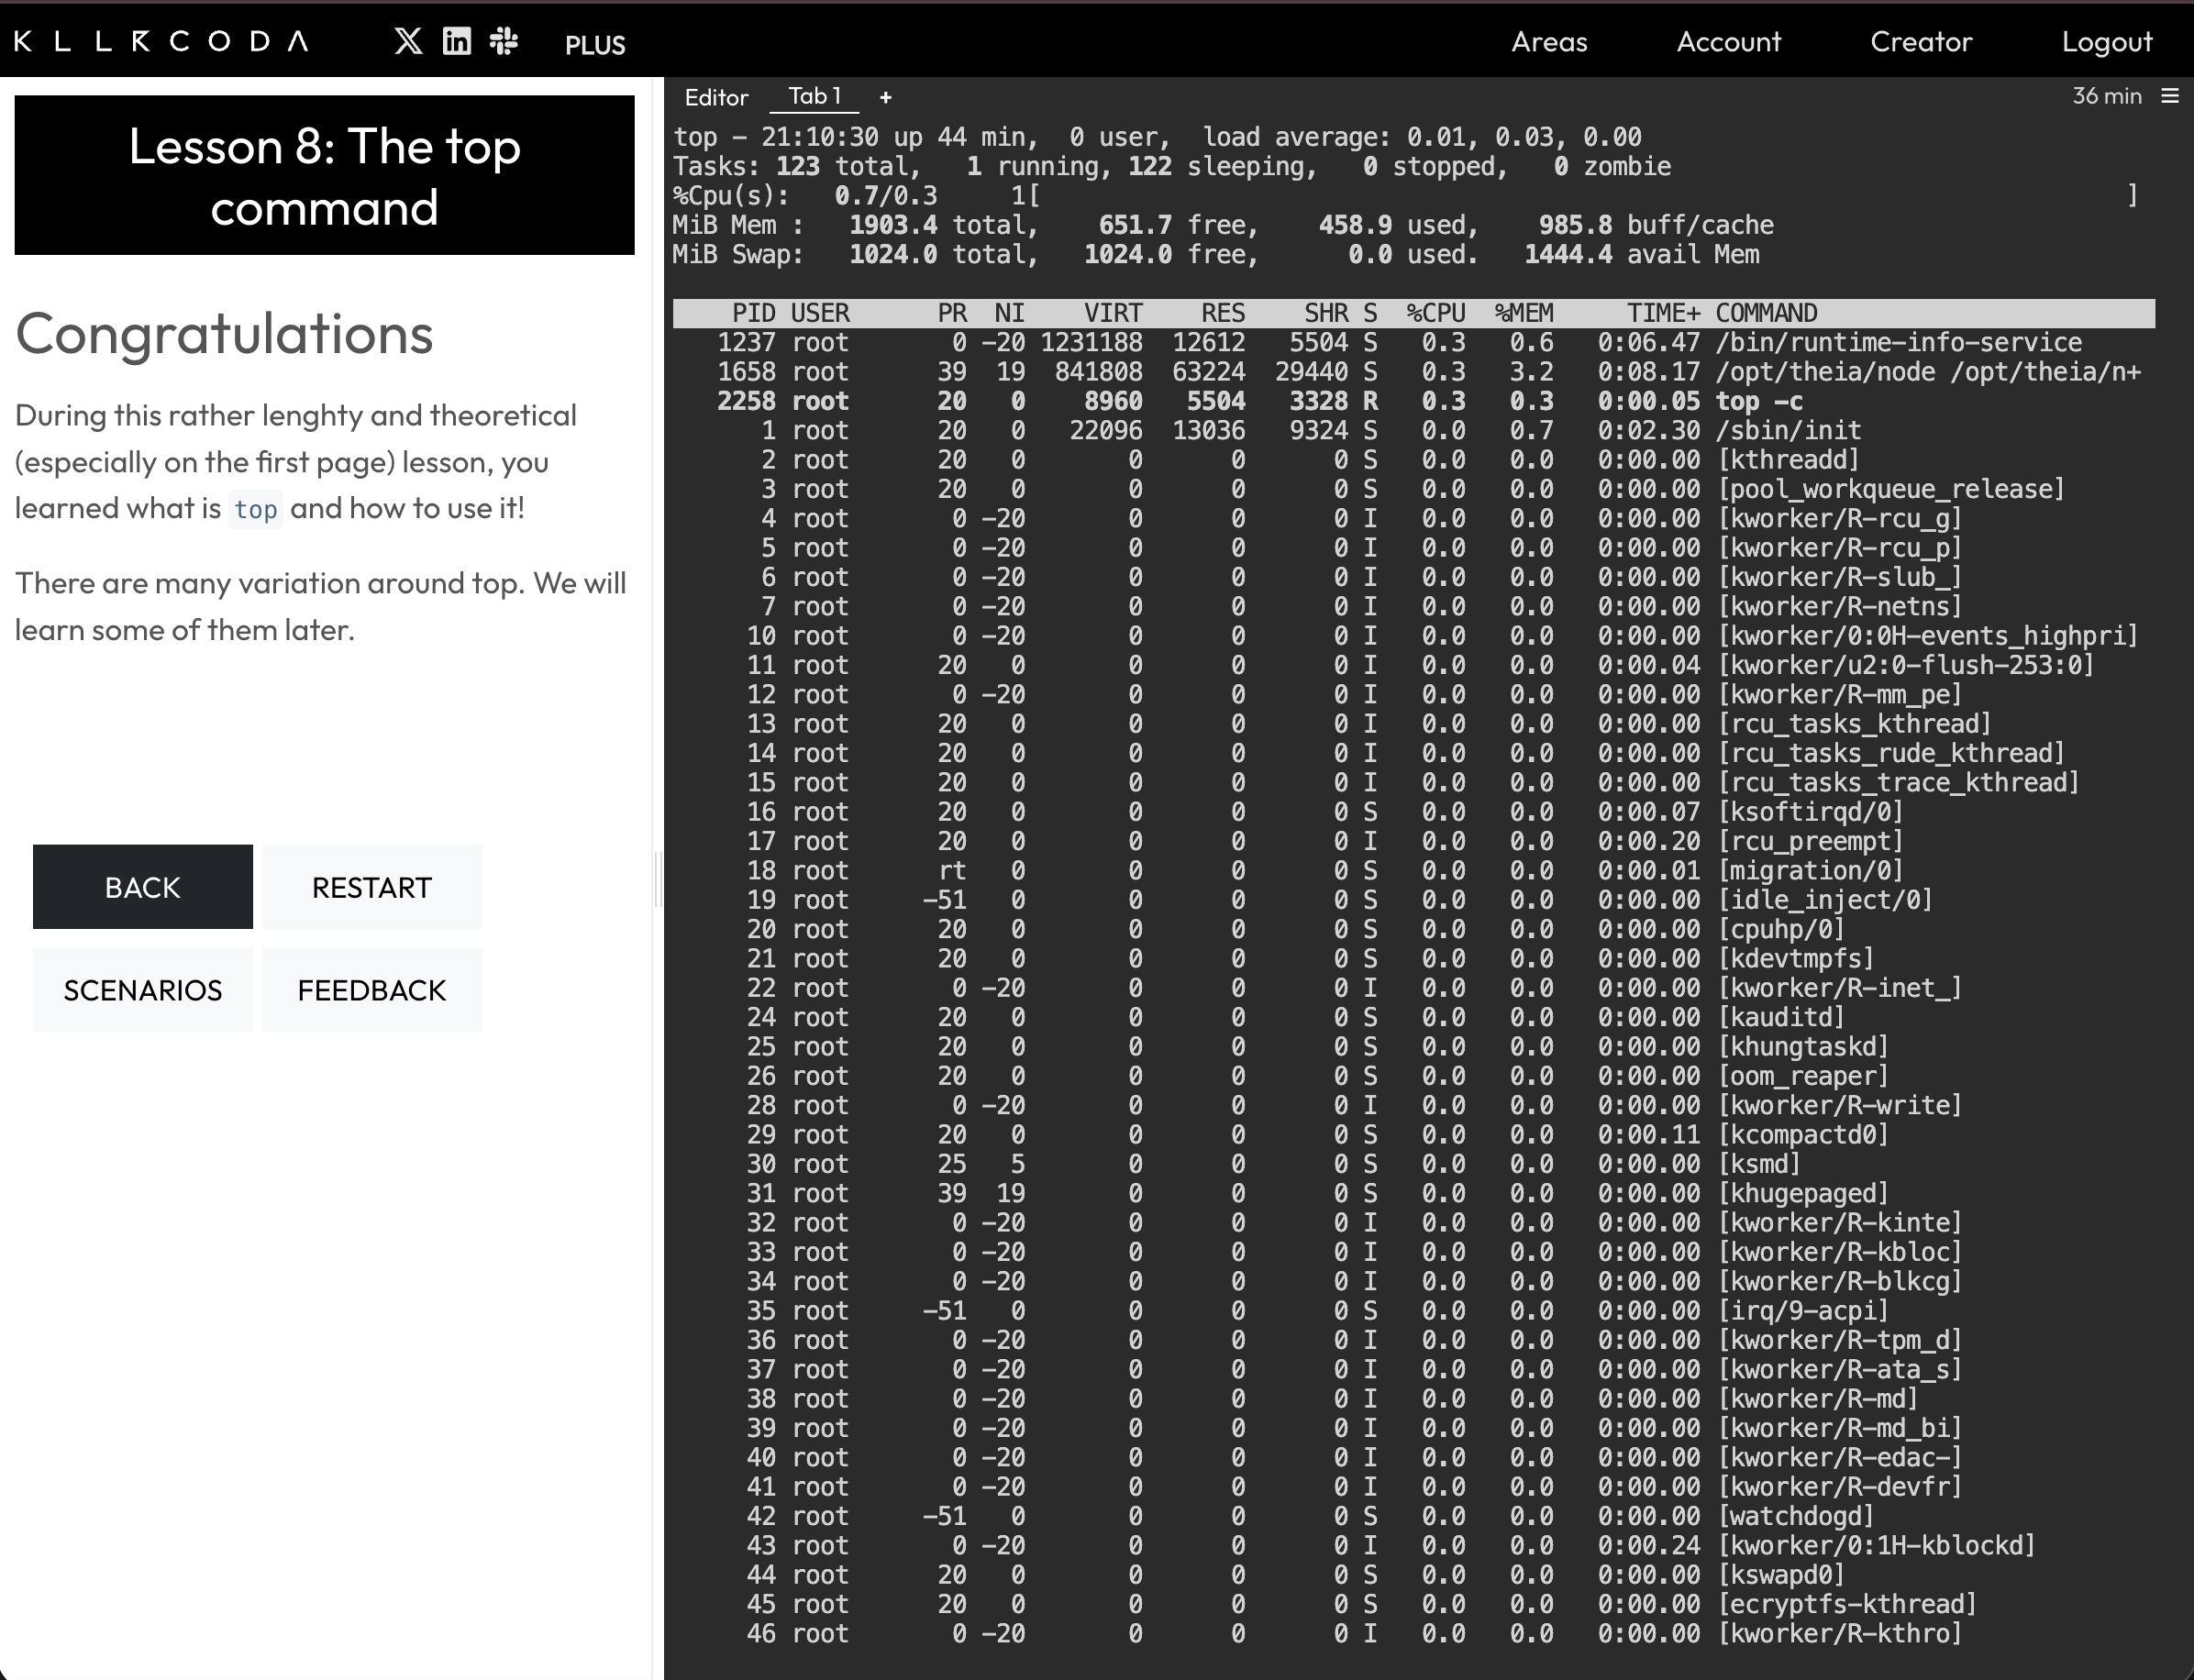 KLLRCODA PLUS Areas Account Creator Logout
Lesson 8: The top
command
Congratulations
During this rather lenghty and theoretical
(especially on the first page) lesson, you
learned what is top and how to use it!
There are many variation around top. We will
learn some of them later.
BACK RESTART
SCENARIOS FEEDBACK
Editor Tab 1 + 36 min
top - 21:10:30 up 44 min,  0 user,  load average: 0.01, 0.03, 0.00
Tasks: 123 total,   1 running, 122 sleeping,   0 stopped,   0 zombie
%Cpu(s):   0.7/0.3     1[                                                                          ]
MiB Mem :   1903.4 total,    651.7 free,    458.9 used,    985.8 buff/cache
MiB Swap:   1024.0 total,   1024.0 free,      0.0 used.   1444.4 avail Mem
PID USER PR NI VIRT RES SHR S %CPU %MEM TIME+ COMMAND
1237 root 0 -20 1231188 12612 5504 S 0.3 0.6 0:06.47 /bin/runtime-info-service
1658 root 39 19 841808 63224 29440 S 0.3 3.2 0:08.17 /opt/theia/node /opt/theia/n+
2258 root 20 0 8960 5504 3328 R 0.3 0.3 0:00.05 top -c
1 root 20 0 22096 13036 9324 S 0.0 0.7 0:02.30 /sbin/init
2 root 20 0 0 0 0 S 0.0 0.0 0:00.00 [kthreadd]
3 root 20 0 0 0 0 S 0.0 0.0 0:00.00 [pool_workqueue_release]
4 root 0 -20 0 0 0 I 0.0 0.0 0:00.00 [kworker/R-rcu_g]
5 root 0 -20 0 0 0 I 0.0 0.0 0:00.00 [kworker/R-rcu_p]
6 root 0 -20 0 0 0 I 0.0 0.0 0:00.00 [kworker/R-slub_]
7 root 0 -20 0 0 0 I 0.0 0.0 0:00.00 [kworker/R-netns]
10 root 0 -20 0 0 0 I 0.0 0.0 0:00.00 [kworker/0:0H-events_highpri]
11 root 20 0 0 0 0 I 0.0 0.0 0:00.04 [kworker/u2:0-flush-253:0]
12 root 0 -20 0 0 0 I 0.0 0.0 0:00.00 [kworker/R-mm_pe]
13 root 20 0 0 0 0 I 0.0 0.0 0:00.00 [rcu_tasks_kthread]
14 root 20 0 0 0 0 I 0.0 0.0 0:00.00 [rcu_tasks_rude_kthread]
15 root 20 0 0 0 0 I 0.0 0.0 0:00.00 [rcu_tasks_trace_kthread]
16 root 20 0 0 0 0 S 0.0 0.0 0:00.07 [ksoftirqd/0]
17 root 20 0 0 0 0 I 0.0 0.0 0:00.20 [rcu_preempt]
18 root rt 0 0 0 0 S 0.0 0.0 0:00.01 [migration/0]
19 root -51 0 0 0 0 S 0.0 0.0 0:00.00 [idle_inject/0]
20 root 20 0 0 0 0 S 0.0 0.0 0:00.00 [cpuhp/0]
21 root 20 0 0 0 0 S 0.0 0.0 0:00.00 [kdevtmpfs]
22 root 0 -20 0 0 0 I 0.0 0.0 0:00.00 [kworker/R-inet_]
24 root 20 0 0 0 0 S 0.0 0.0 0:00.00 [kauditd]
25 root 20 0 0 0 0 S 0.0 0.0 0:00.00 [khungtaskd]
26 root 20 0 0 0 0 S 0.0 0.0 0:00.00 [oom_reaper]
28 root 0 -20 0 0 0 I 0.0 0.0 0:00.00 [kworker/R-write]
29 root 20 0 0 0 0 S 0.0 0.0 0:00.11 [kcompactd0]
30 root 25 5 0 0 0 S 0.0 0.0 0:00.00 [ksmd]
31 root 39 19 0 0 0 S 0.0 0.0 0:00.00 [khugepaged]
32 root 0 -20 0 0 0 I 0.0 0.0 0:00.00 [kworker/R-kinte]
33 root 0 -20 0 0 0 I 0.0 0.0 0:00.00 [kworker/R-kbloc]
34 root 0 -20 0 0 0 I 0.0 0.0 0:00.00 [kworker/R-blkcg]
35 root -51 0 0 0 0 S 0.0 0.0 0:00.00 [irq/9-acpi]
36 root 0 -20 0 0 0 I 0.0 0.0 0:00.00 [kworker/R-tpm_d]
37 root 0 -20 0 0 0 I 0.0 0.0 0:00.00 [kworker/R-ata_s]
38 root 0 -20 0 0 0 I 0.0 0.0 0:00.00 [kworker/R-md]
39 root 0 -20 0 0 0 I 0.0 0.0 0:00.00 [kworker/R-md_bi]
40 root 0 -20 0 0 0 I 0.0 0.0 0:00.00 [kworker/R-edac-]
41 root 0 -20 0 0 0 I 0.0 0.0 0:00.00 [kworker/R-devfr]
42 root -51 0 0 0 0 S 0.0 0.0 0:00.00 [watchdogd]
43 root 0 -20 0 0 0 I 0.0 0.0 0:00.24 [kworker/0:1H-kblockd]
44 root 20 0 0 0 0 S 0.0 0.0 0:00.00 [kswapd0]
45 root 20 0 0 0 0 S 0.0 0.0 0:00.00 [ecryptfs-kthread]
46 root 0 -20 0 0 0 I 0.0 0.0 0:00.00 [kworker/R-kthro]